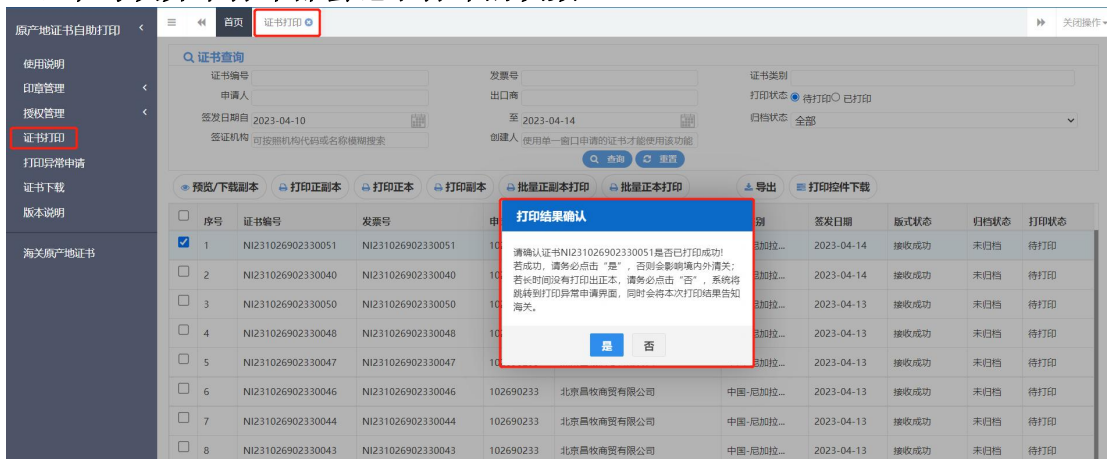 原产地证书自助打印
首页 证书打印 关闭操作
使用说明
印章管理
授权管理
证书打印
打印异常申请
证书下载
版本说明
海关原产地证书
证书查询
证书编号 发票号 证书类别
申请人 出口商 打印状态 待打印 已打印
签发日期自 2023-04-10 至 2023-04-14 归档状态 全部
签证机构 可按照机构代码或名称模糊搜索 创建人 使用单一窗口申请的证书才能使用该功能
查询 重置
预览/下载副本 打印正副本 打印正本 打印副本 批量正副本打印 批量正本打印 导出 打印控件下载
序号 证书编号 发票号 签发日期 版式状态 归档状态 打印状态
1 NI231026902330051 NI231026902330051 2023-04-14 接收成功 未归档 待打印
2 NI231026902330040 NI231026902330040 2023-04-14 接收成功 未归档 待打印
3 NI231026902330050 NI231026902330050 2023-04-13 接收成功 未归档 待打印
4 NI231026902330048 NI231026902330048 2023-04-13 接收成功 未归档 待打印
5 NI231026902330047 NI231026902330047 2023-04-13 接收成功 未归档 待打印
6 NI231026902330046 NI231026902330046 102690233 北京昌牧商贸有限公司 中国-尼加拉... 2023-04-13 接收成功 未归档 待打印
7 NI231026902330044 NI231026902330044 102690233 北京昌牧商贸有限公司 中国-尼加拉... 2023-04-13 接收成功 未归档 待打印
8 NI231026902330043 NI231026902330043 102690233 北京昌牧商贸有限公司 中国-尼加拉... 2023-04-13 接收成功 未归档 待打印
打印结果确认
请确认证书NI231026902330051是否已打印成功!
若成功，请务必点击“是”，否则会影响境内外清关;
若长时间没有打印出正本，请务必点击“否”，系统将
跳转到打印异常申请界面，同时会将本次打印结果告知
海关。
是 否